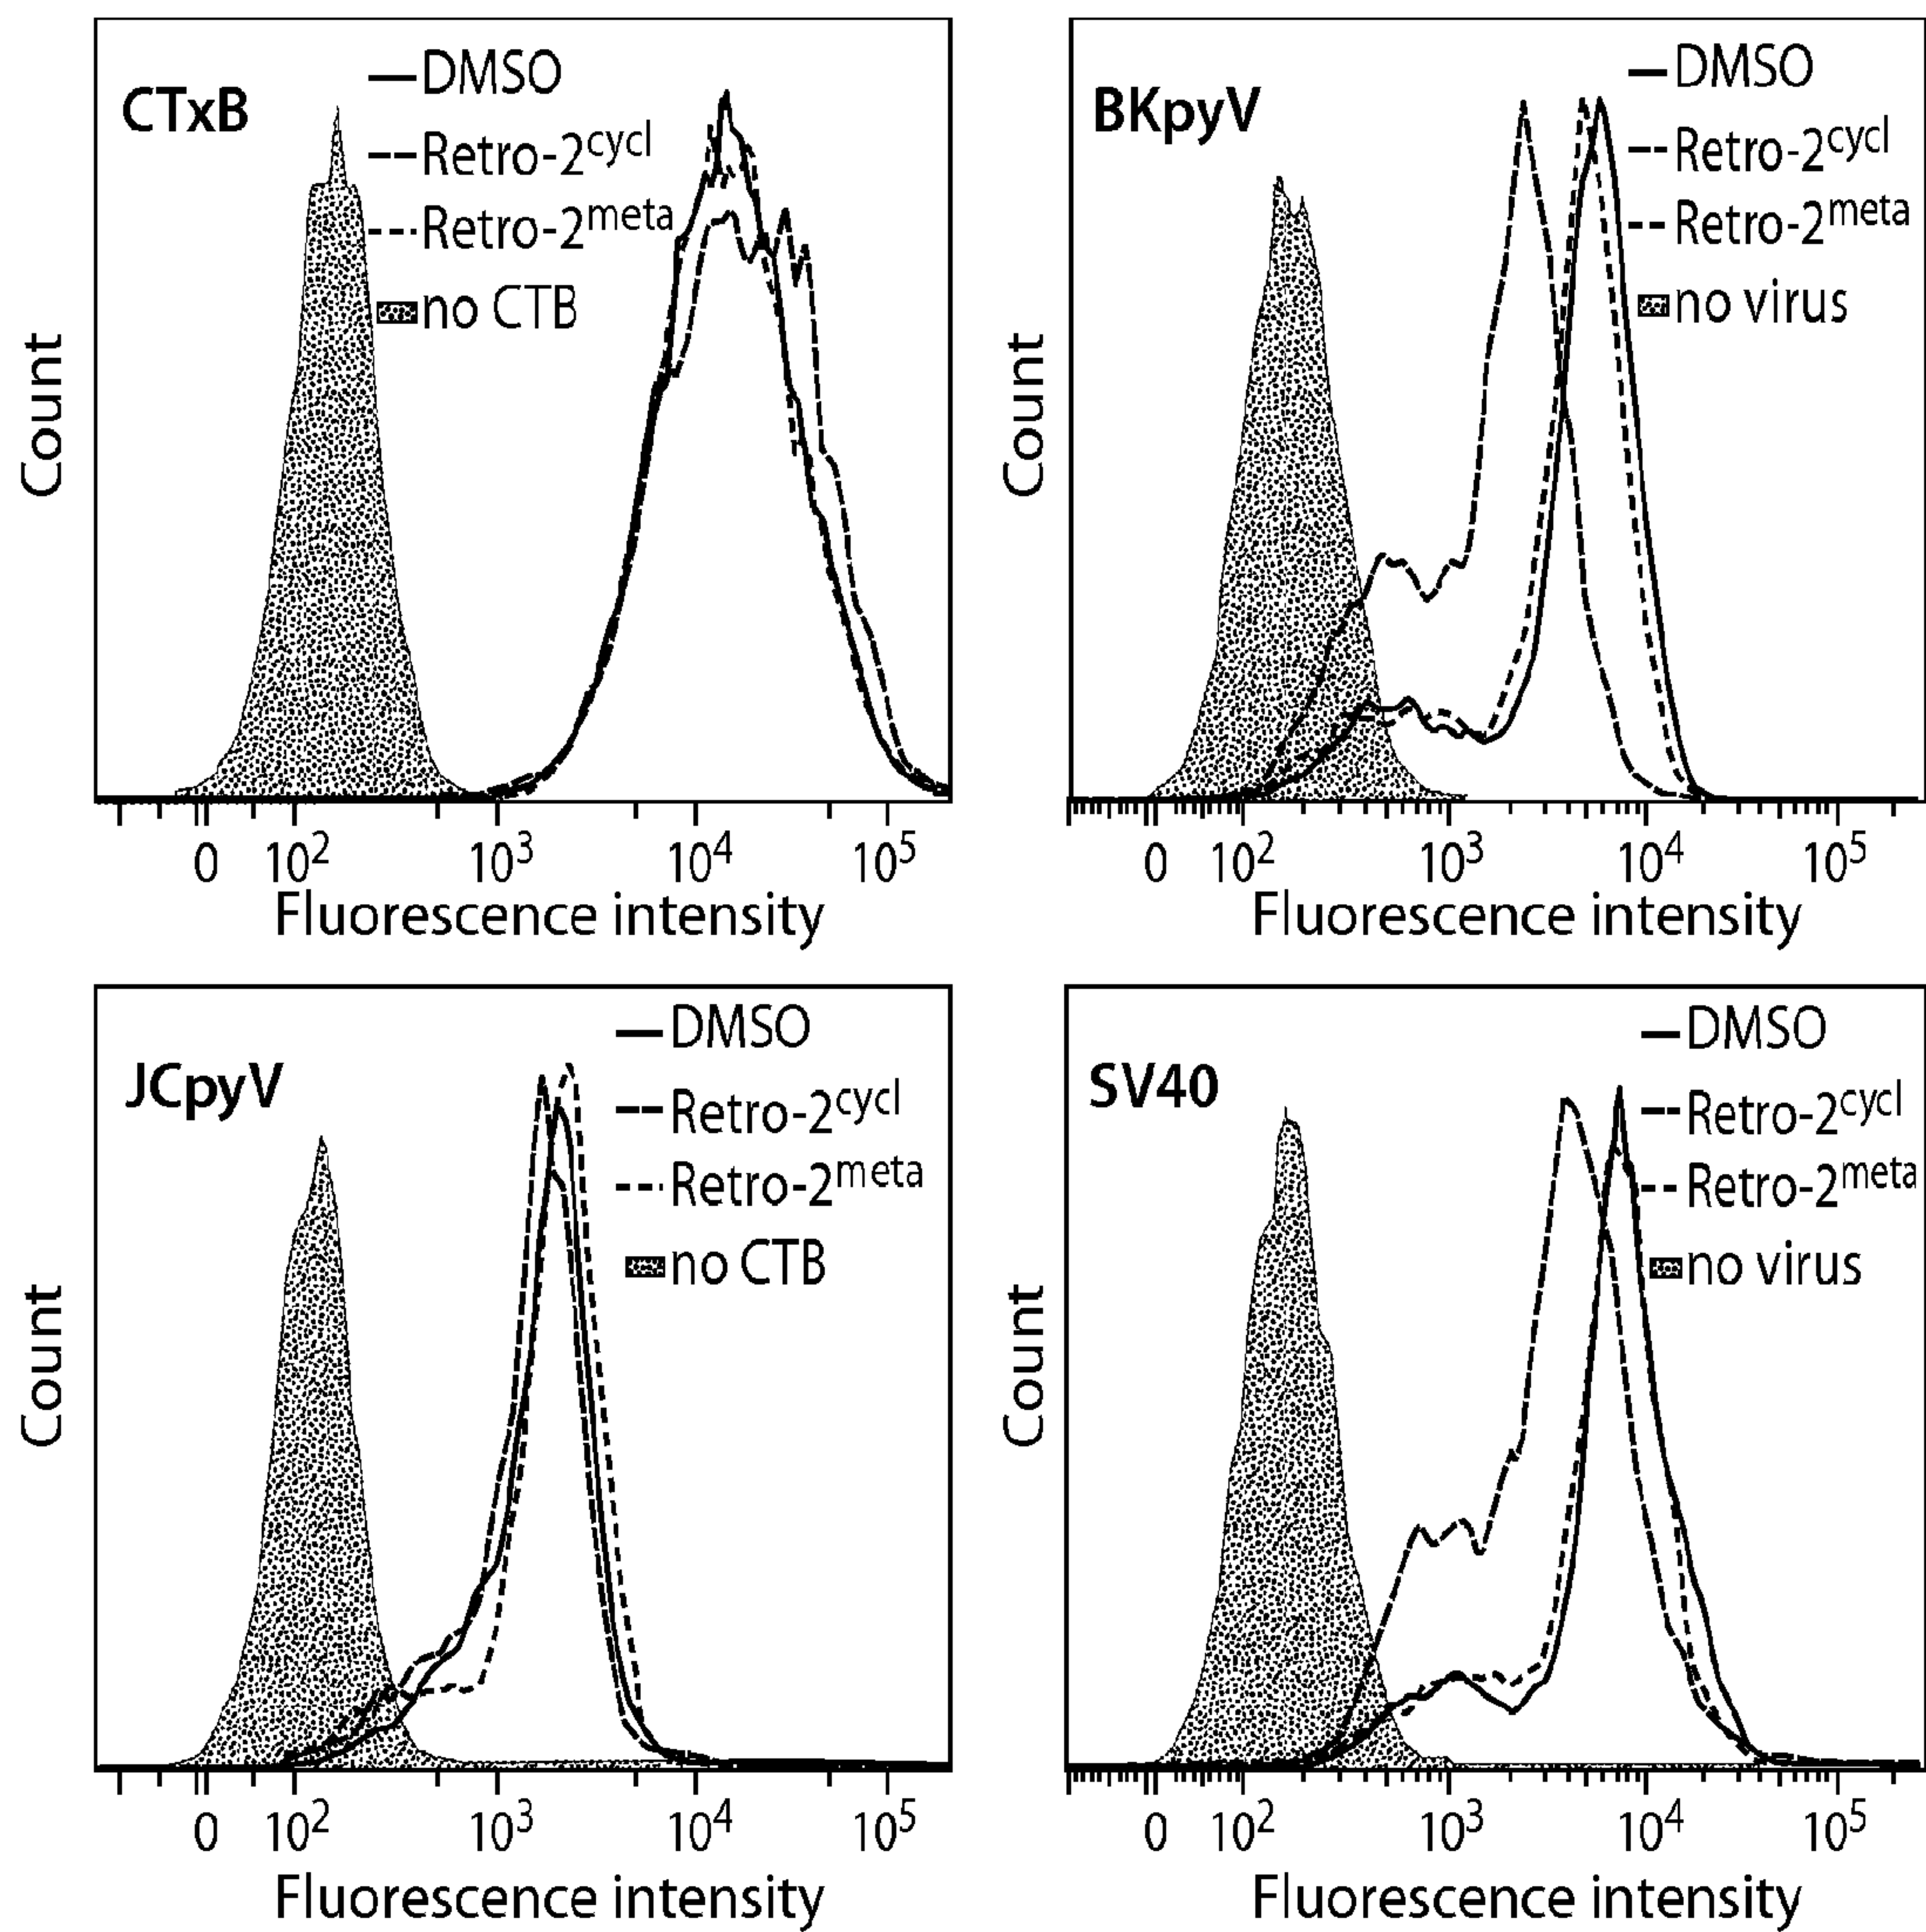 CTxB
DMSO
Retro-2cycl
Retro-2meta
no CTB
Count
0 102 103 104 105
Fluorescence intensity
BKpyV
DMSO
Retro-2cycl
Retro-2meta
no virus
Count
0 102 103 104 105
Fluorescence intensity
JCpyV
DMSO
Retro-2cycl
Retro-2meta
no CTB
Count
0 102 103 104 105
Fluorescence intensity
SV40
DMSO
Retro-2cycl
Retro-2meta
no virus
Count
0 102 103 104 105
Fluorescence intensity